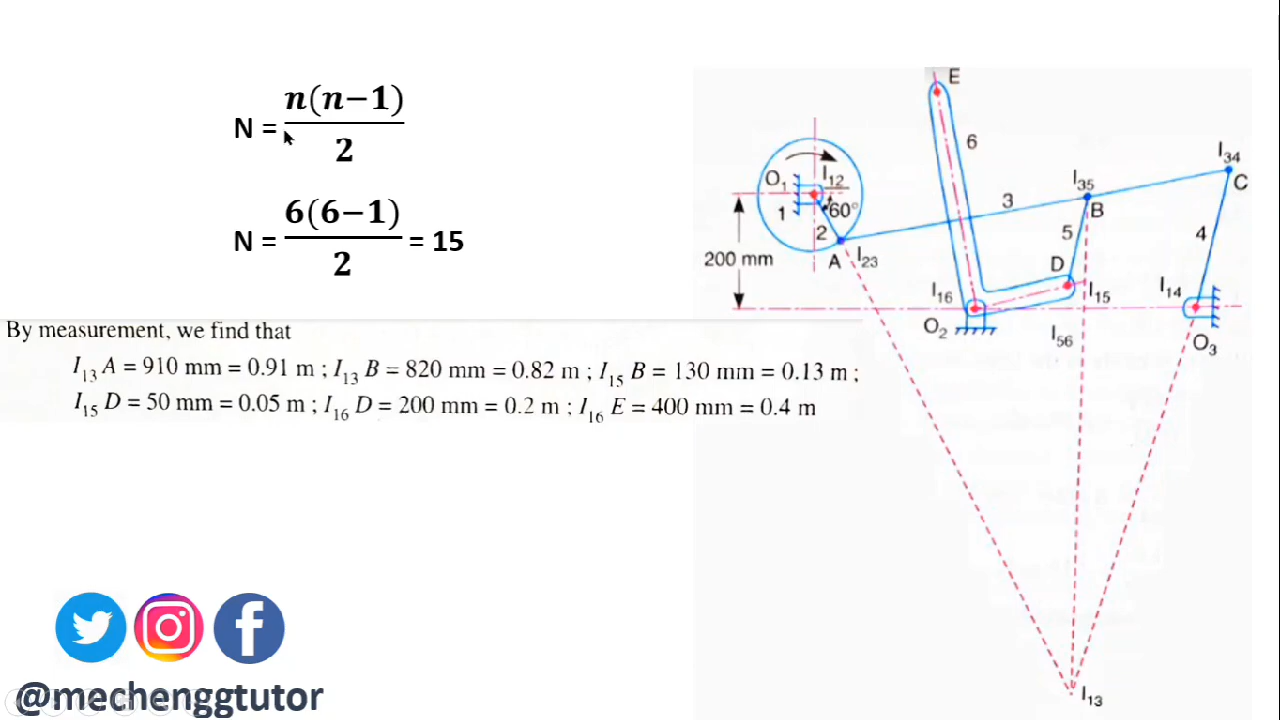 N = n(n−1)/2
N = 6(6−1)/2 = 15
By measurement, we find that
I13 A = 910 mm = 0.91 m ; I13 B = 820 mm = 0.82 m ; I15 B = 130 mm = 0.13 m ;
I15 D = 50 mm = 0.05 m ; I16 D = 200 mm = 0.2 m ; I16 E = 400 mm = 0.4 m
E
6
I34
C
O1
I12
1
60°
2
A
I23
200 mm
3
I35
B
5
4
D
I16
I15
I14
O2
I56
O3
I13
@mechenggtutor